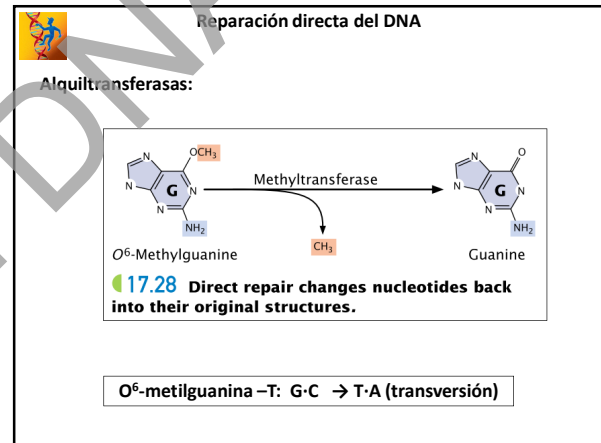 Reparación directa del DNA
Alquiltransferasas:
OCH₃
O
N
N
N
N
G
N
N
N
N
G
Methyltransferase
NH₂
NH₂
CH₃
O⁶-Methylguanine
Guanine
17.28 Direct repair changes nucleotides back
into their original structures.
O⁶-metilguanina –T: G·C → T·A (transversión)
DNA